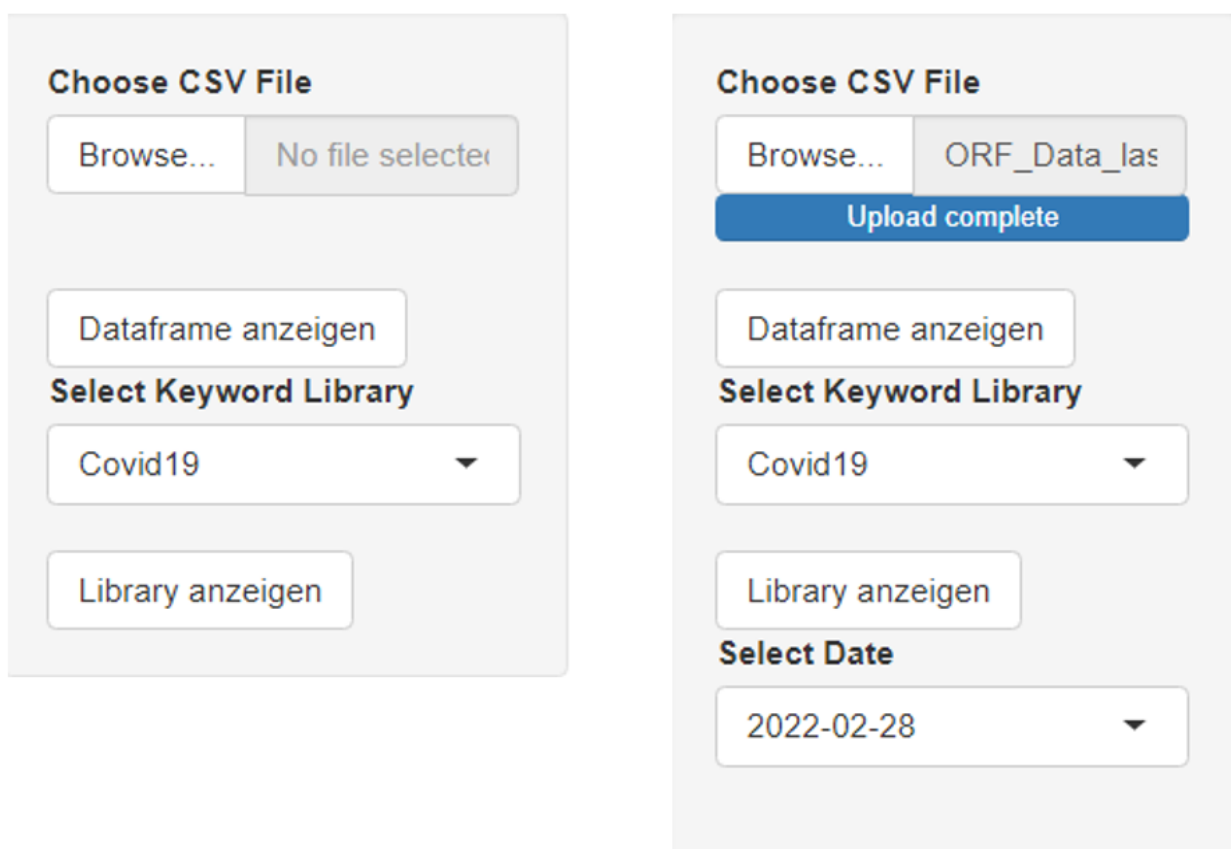 Choose CSV File
Browse... No file selected
Dataframe anzeigen
Select Keyword Library
Covid19
Library anzeigen
Choose CSV File
Browse... ORF_Data_las
Upload complete
Dataframe anzeigen
Select Keyword Library
Covid19
Library anzeigen
Select Date
2022-02-28